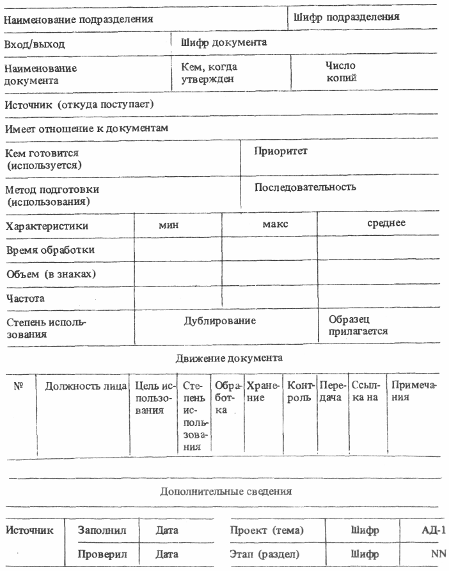 Наименование подразделения Шифр подразделения
Вход/выход Шифр документа
Наименование Кем, когда Число
документа утвержден копий
Источник (откуда поступает)
Имеет отношение к документам
Кем готовится Приоритет
(используется)
Метод подготовки Последовательность
(использования)
Характеристики мин макс среднее
Время обработки
Объем (в знаках)
Частота
Степень исполь- Дублирование Образец
зования прилагается
Движение документа
№ Должность лица Цель ис- Сте- Обра- Хране- Конт- Пере- Ссыл- Примеча-
пользо- пень бот- ние роль дача ка на ния
вания ис- ка
поль-
зова-
ния
Дополнительные сведения
Источник Заполнил Дата Проект (тема) Шифр АД-1
Проверил Дата Этап (раздел) Шифр NN